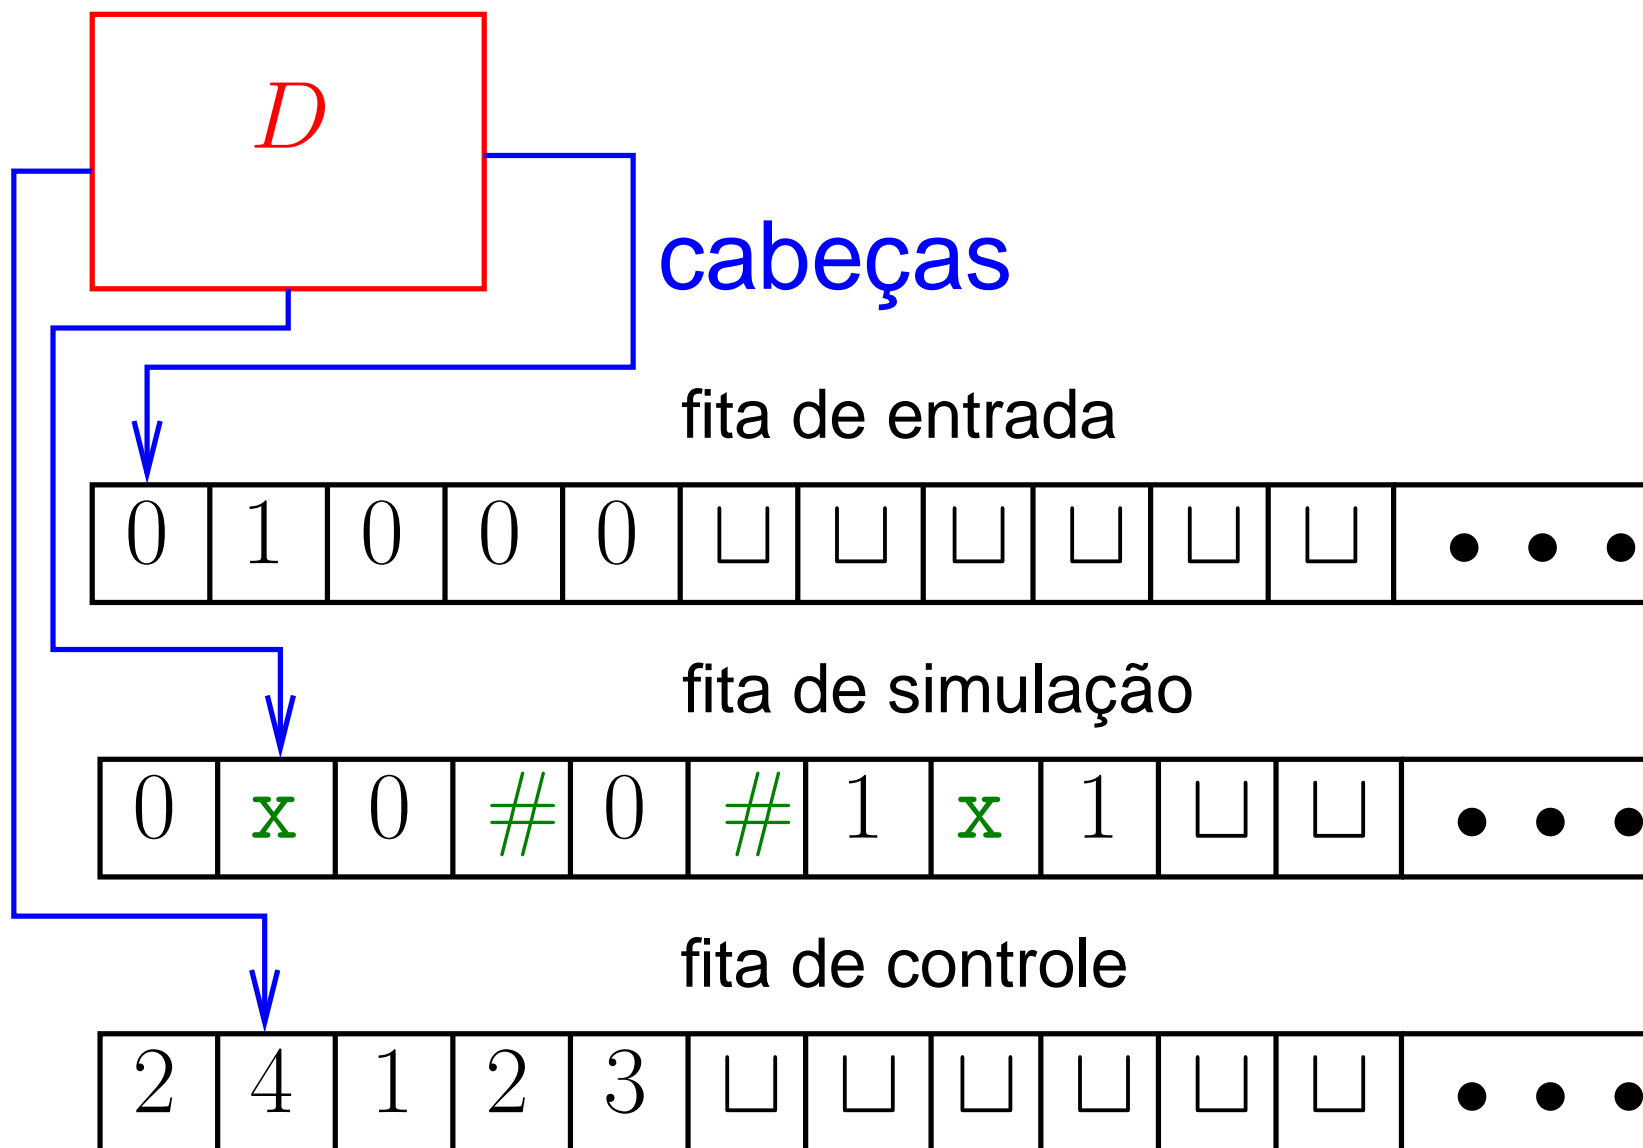 D
cabeças
fita de entrada
0 1 0 0 0 ⊔ ⊔ ⊔ ⊔ ⊔ ⊔ • • •
fita de simulação
0 x 0 # 0 # 1 x 1 ⊔ ⊔ • • •
fita de controle
2 4 1 2 3 ⊔ ⊔ ⊔ ⊔ ⊔ ⊔ • • •